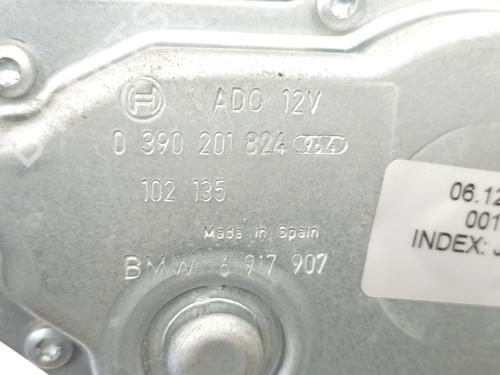 ADO 12V
0 390 201 824 964
102 135
Made in Spain
BMW 6 917 907
06.12
001
INDEX: J